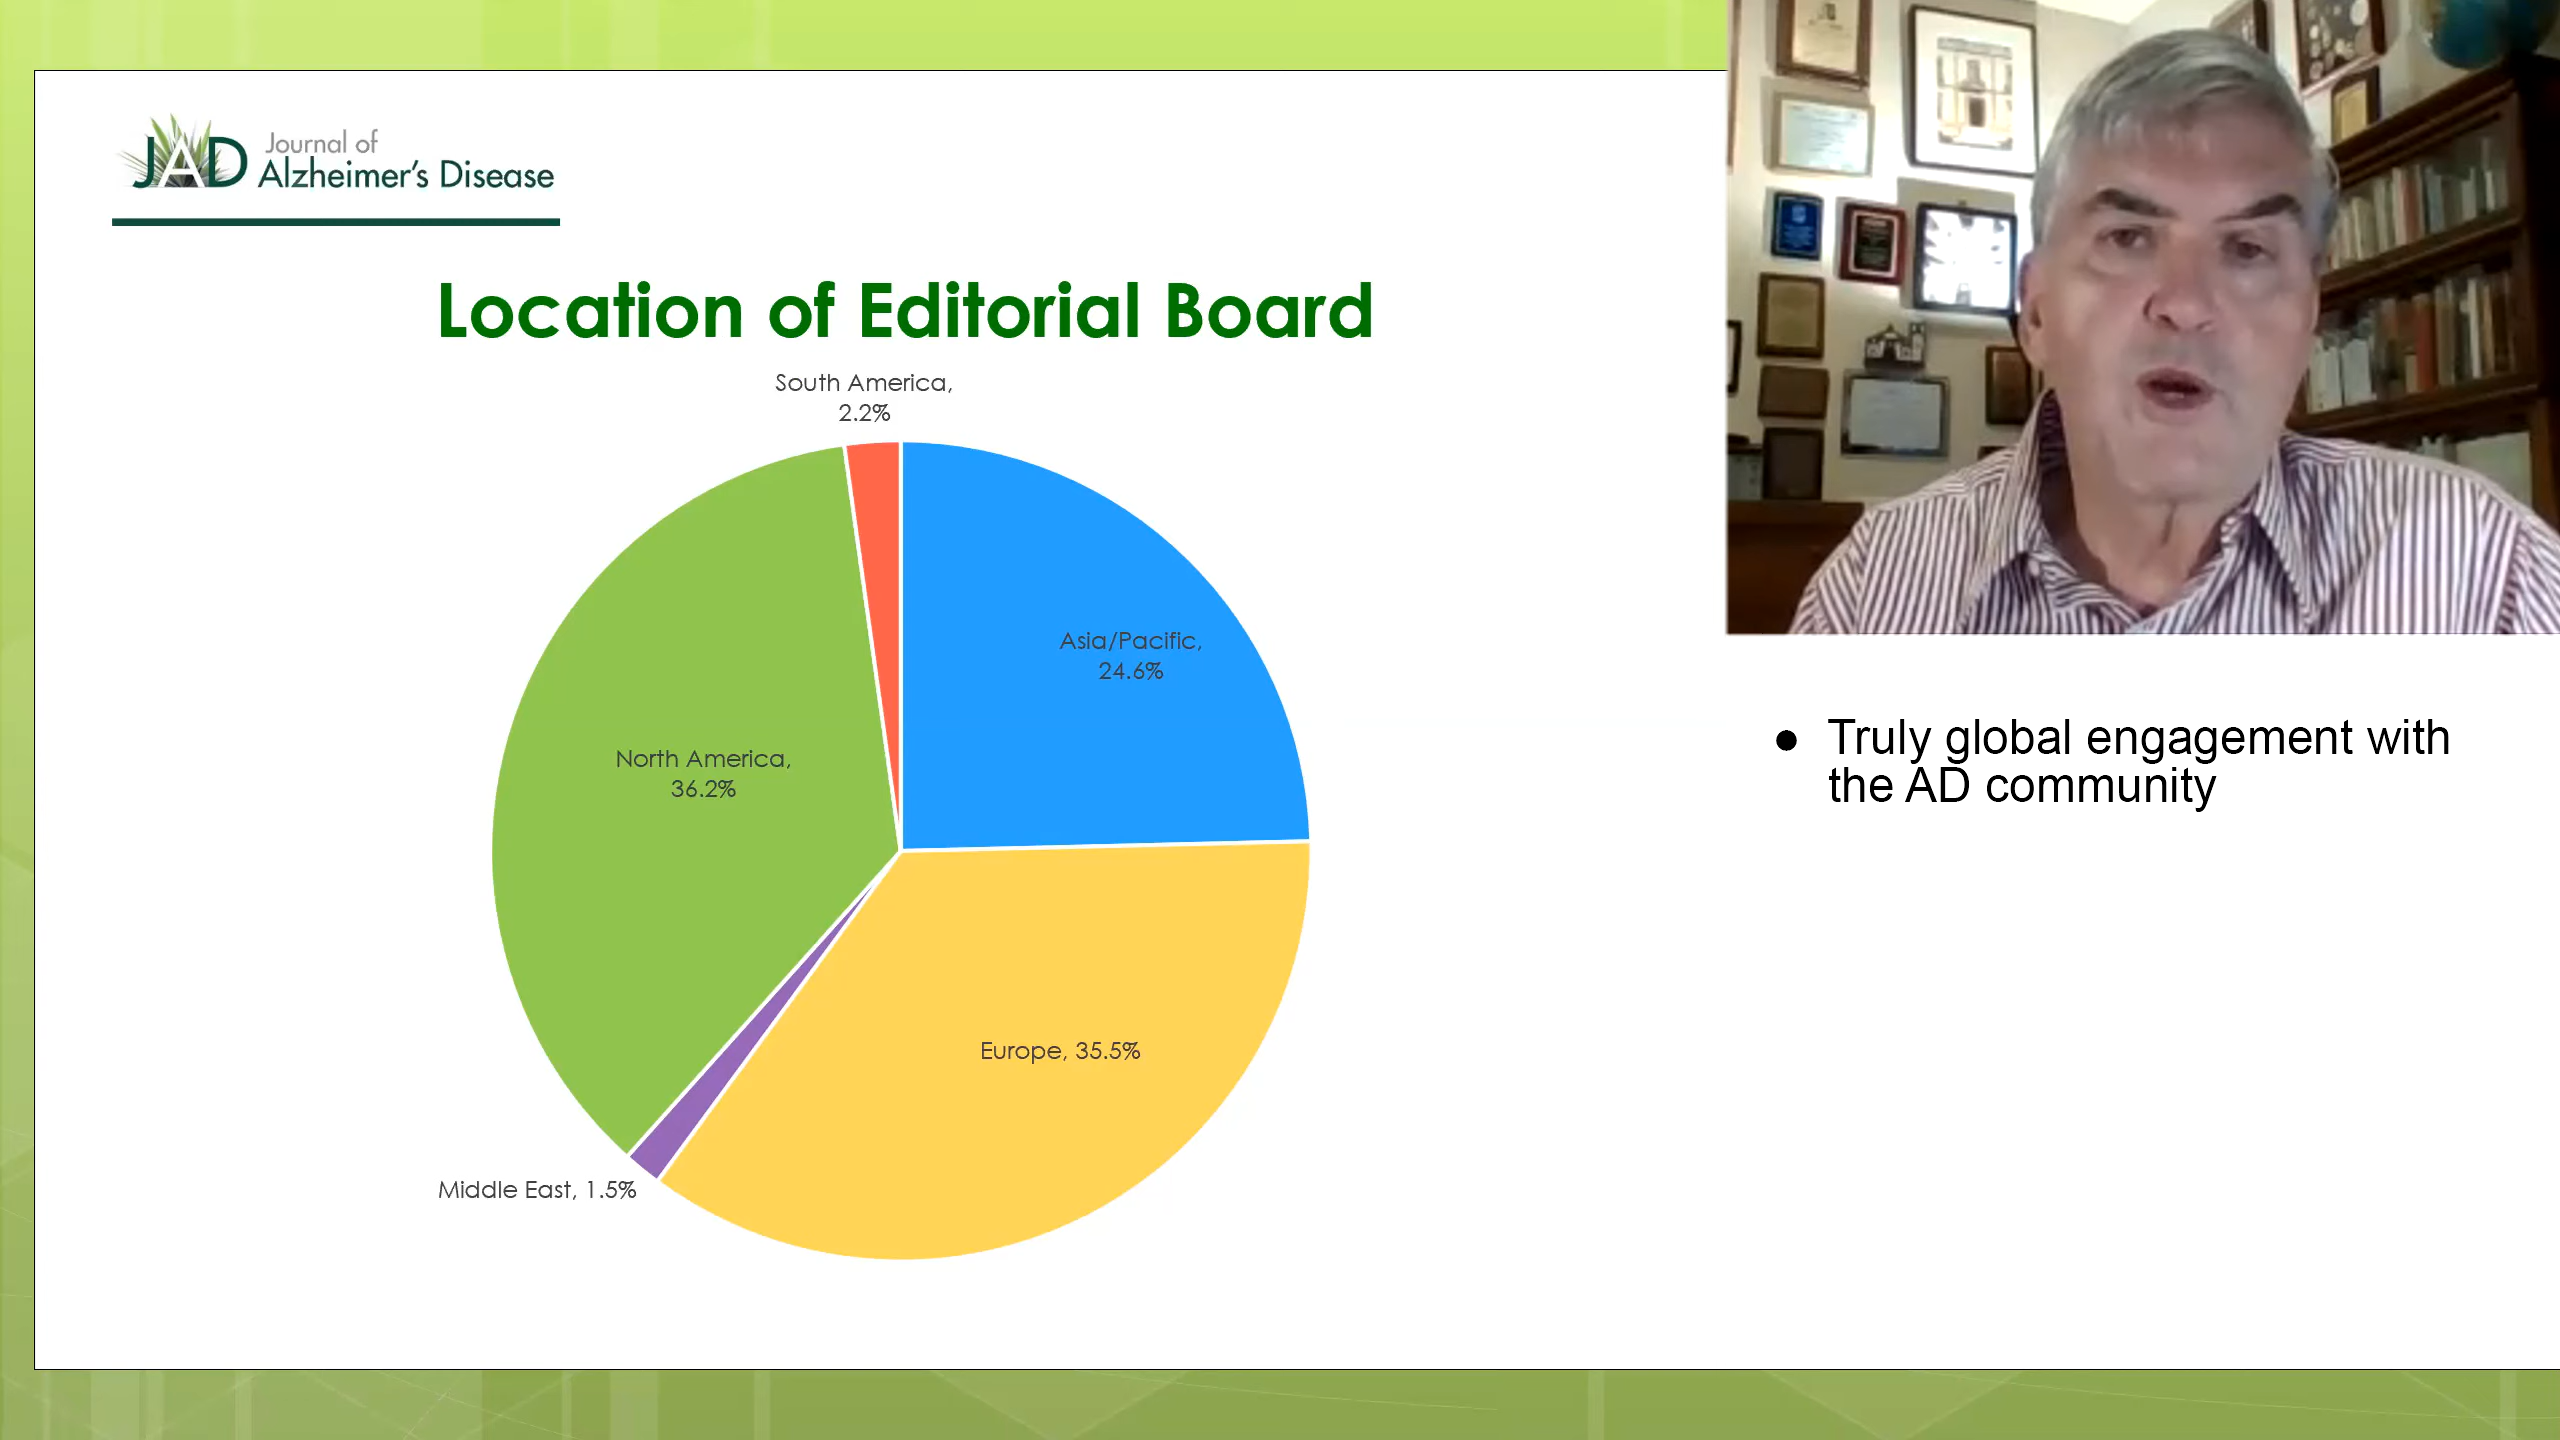 JAD
Journal of
Alzheimer's Disease
Location of Editorial Board
South America,
2.2%
Asia/Pacific,
24.6%
North America,
36.2%
Europe, 35.5%
Middle East, 1.5%
● Truly global engagement with
the AD community